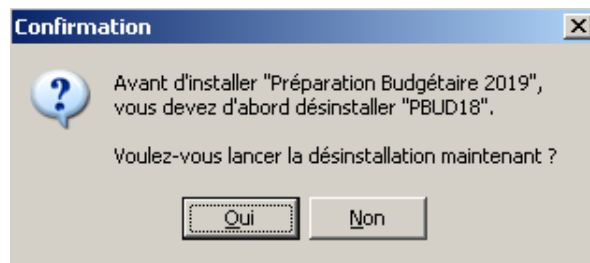 Confirmation
Avant d'installer "Préparation Budgétaire 2019",
vous devez d'abord désinstaller "PBUD18".
Voulez-vous lancer la désinstallation maintenant ?
Oui
Non